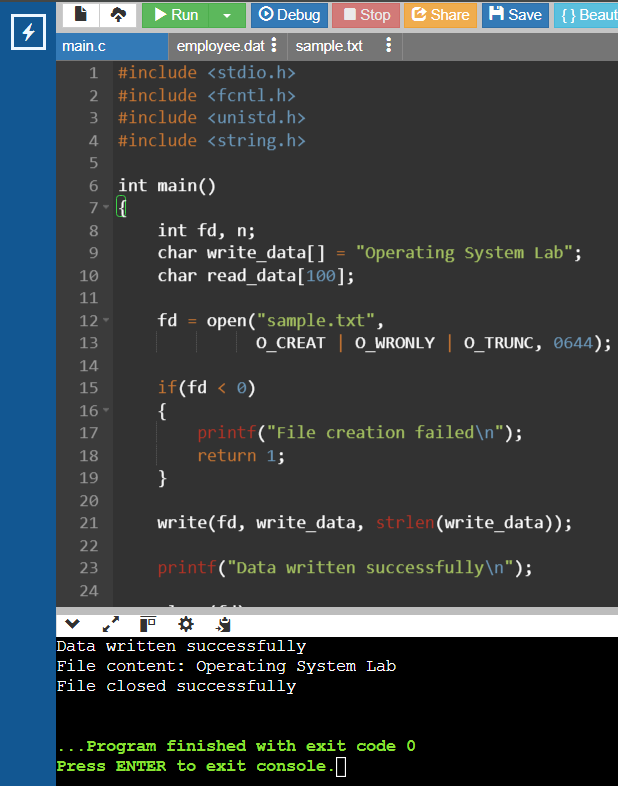 Run Debug Stop Share Save { } Beaut
main.c employee.dat sample.txt
1 #include <stdio.h>
2 #include <fcntl.h>
3 #include <unistd.h>
4 #include <string.h>
5
6 int main()
7 {
8 int fd, n;
9 char write_data[] = "Operating System Lab";
10 char read_data[100];
11
12 fd = open("sample.txt",
13 O_CREAT | O_WRONLY | O_TRUNC, 0644);
14
15 if(fd < 0)
16 {
17 printf("File creation failed\n");
18 return 1;
19 }
20
21 write(fd, write_data, strlen(write_data));
22
23 printf("Data written successfully\n");
24
Data written successfully
File content: Operating System Lab
File closed successfully
...Program finished with exit code 0
Press ENTER to exit console.